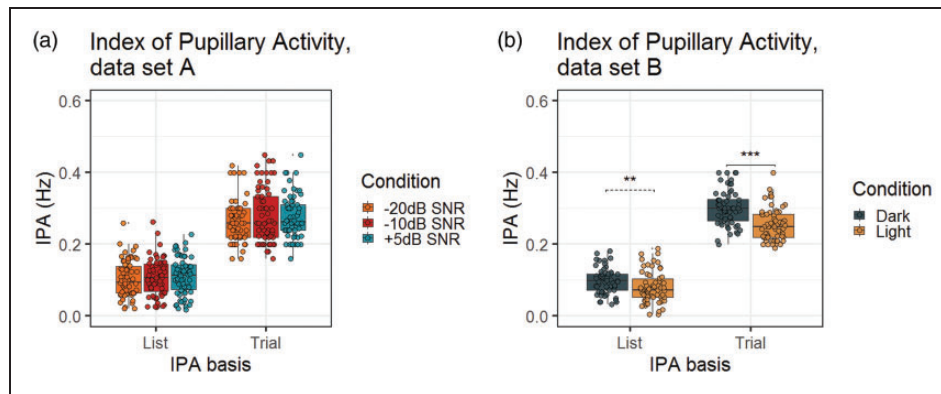 (a)
Index of Pupillary Activity,
data set A
IPA (Hz)
0.6
0.4
0.2
0.0
List
Trial
IPA basis
Condition
-20dB SNR
-10dB SNR
+5dB SNR
(b)
Index of Pupillary Activity,
data set B
IPA (Hz)
0.6
0.4
0.2
0.0
**
***
List
Trial
IPA basis
Condition
Dark
Light